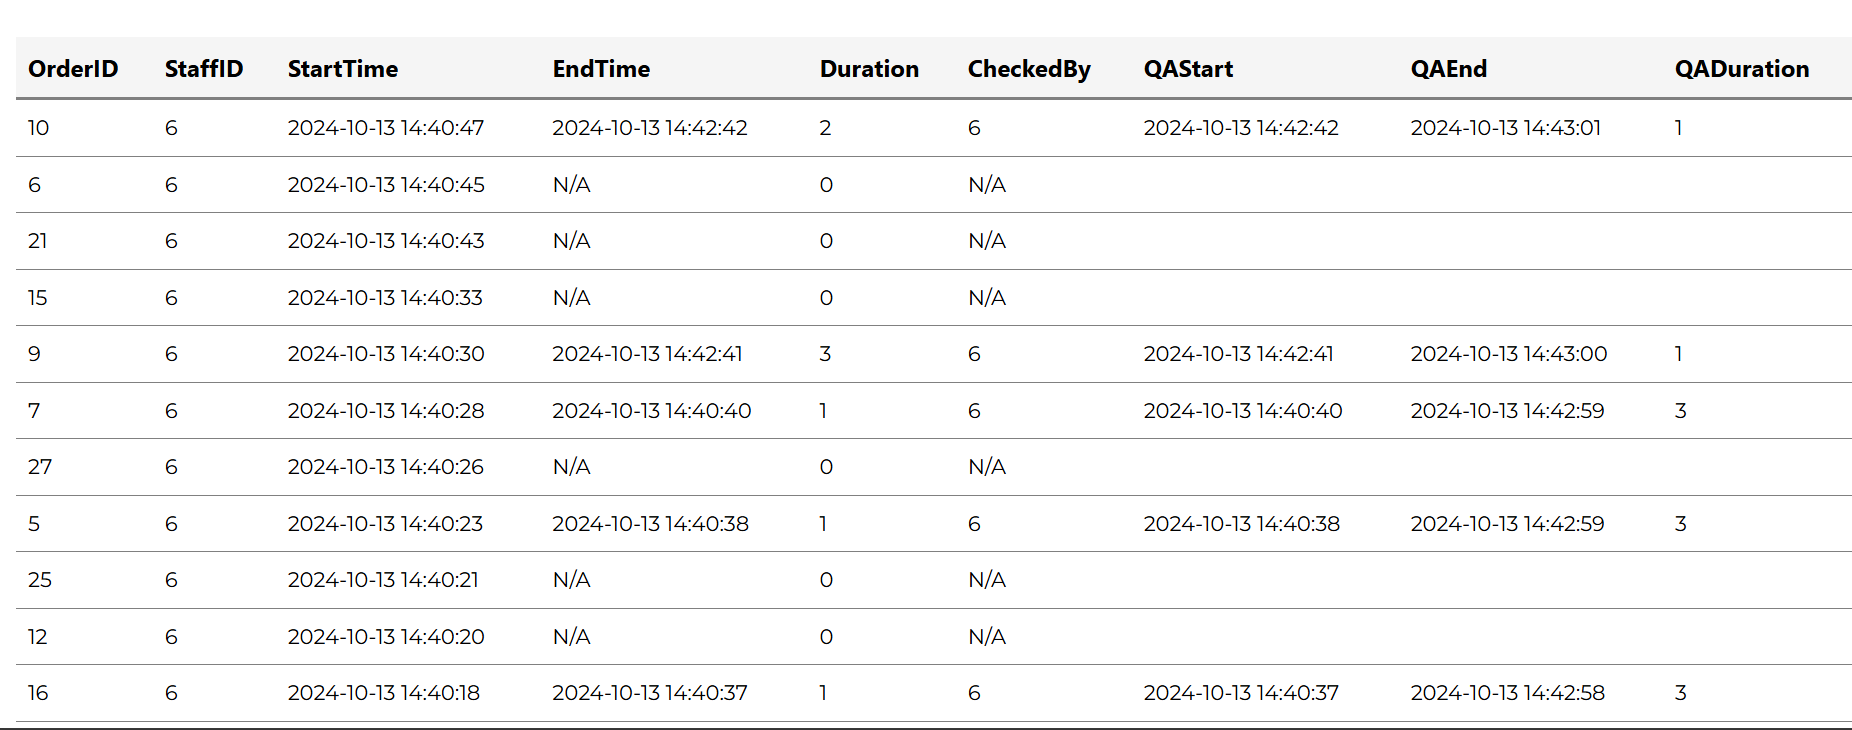 OrderID StaffID StartTime EndTime Duration CheckedBy QAStart QAEnd QADuration
10 6 2024-10-13 14:40:47 2024-10-13 14:42:42 2 6 2024-10-13 14:42:42 2024-10-13 14:43:01 1
6 6 2024-10-13 14:40:45 N/A 0 N/A
21 6 2024-10-13 14:40:43 N/A 0 N/A
15 6 2024-10-13 14:40:33 N/A 0 N/A
9 6 2024-10-13 14:40:30 2024-10-13 14:42:41 3 6 2024-10-13 14:42:41 2024-10-13 14:43:00 1
7 6 2024-10-13 14:40:28 2024-10-13 14:40:40 1 6 2024-10-13 14:40:40 2024-10-13 14:42:59 3
27 6 2024-10-13 14:40:26 N/A 0 N/A
5 6 2024-10-13 14:40:23 2024-10-13 14:40:38 1 6 2024-10-13 14:40:38 2024-10-13 14:42:59 3
25 6 2024-10-13 14:40:21 N/A 0 N/A
12 6 2024-10-13 14:40:20 N/A 0 N/A
16 6 2024-10-13 14:40:18 2024-10-13 14:40:37 1 6 2024-10-13 14:40:37 2024-10-13 14:42:58 3